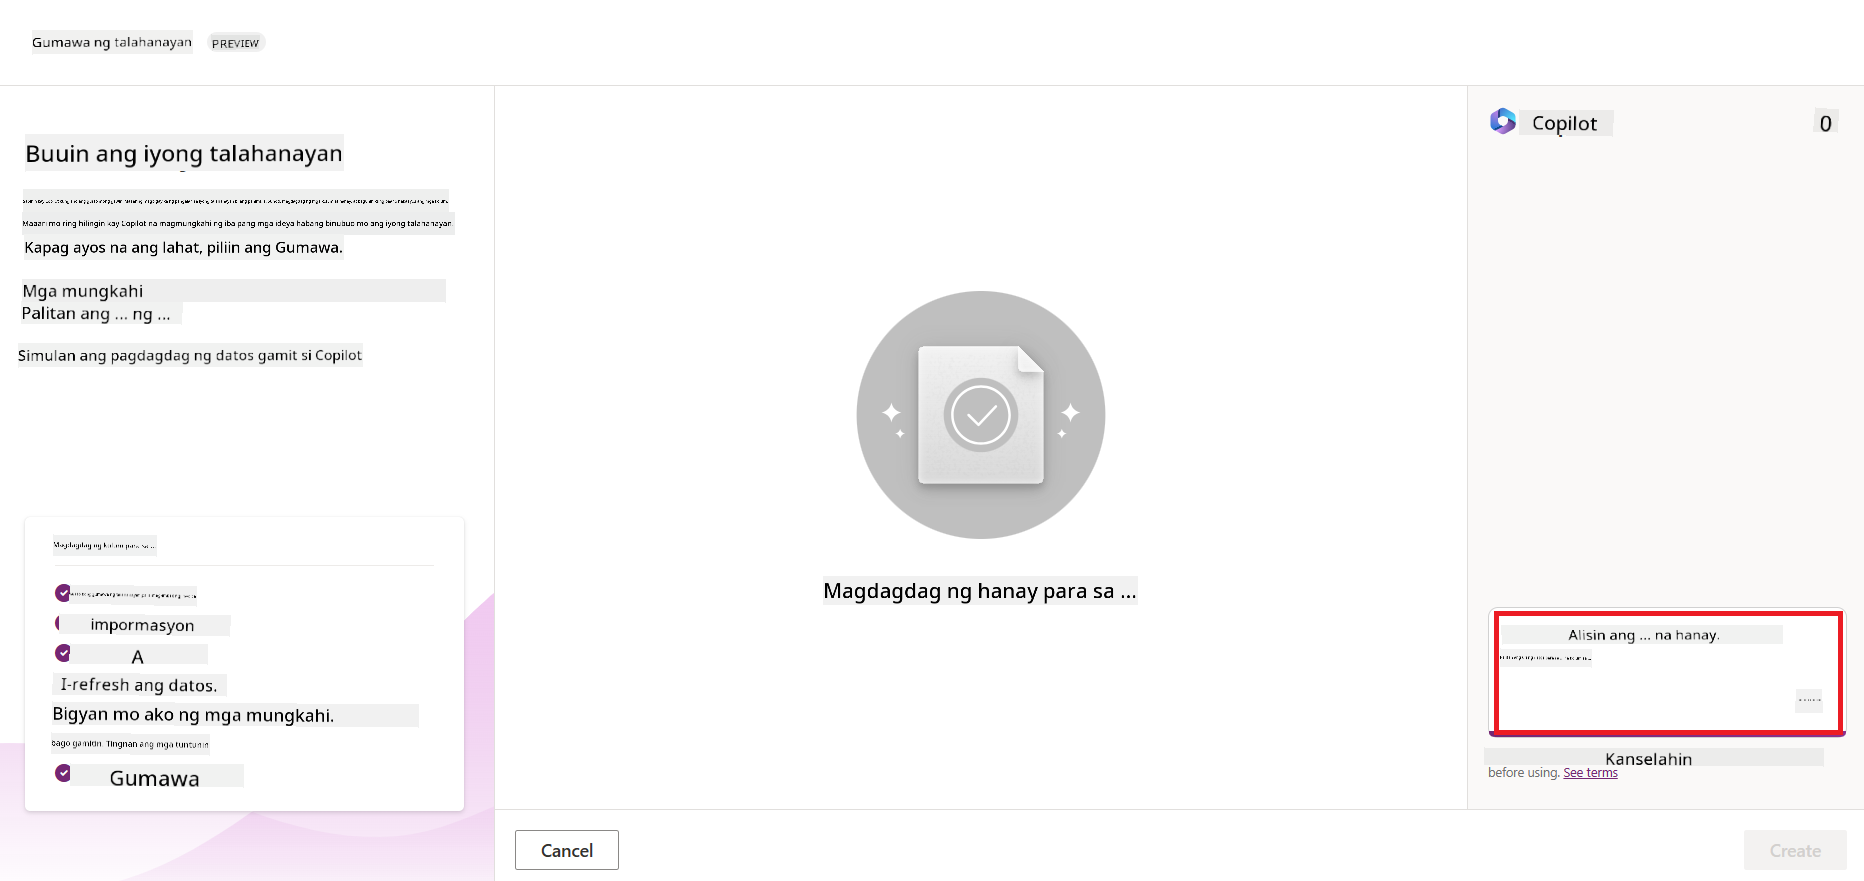 Gumawa ng talahanayan PREVIEW
Buuin ang iyong talahanayan
Maaari mo ring hilingin kay Copilot na magmungkahi ng iba pang mga ideya habang binubuo mo ang iyong talahanayan.
Kapag ayos na ang lahat, piliin ang Gumawa.
Mga mungkahi
Palitan ang ... ng ...
Simulan ang pagdagdag ng datos gamit si Copilot
Magdagdag ng kolum para sa ...
impormasyon
A
I-refresh ang datos.
Bigyan mo ako ng mga mungkahi.
bago gamitin. Tingnan ang mga tuntunin
Gumawa
Magdagdag ng hanay para sa ...
Copilot
0
Alisin ang ... na hanay.
Kanselahin
before using. See terms
Cancel
Create